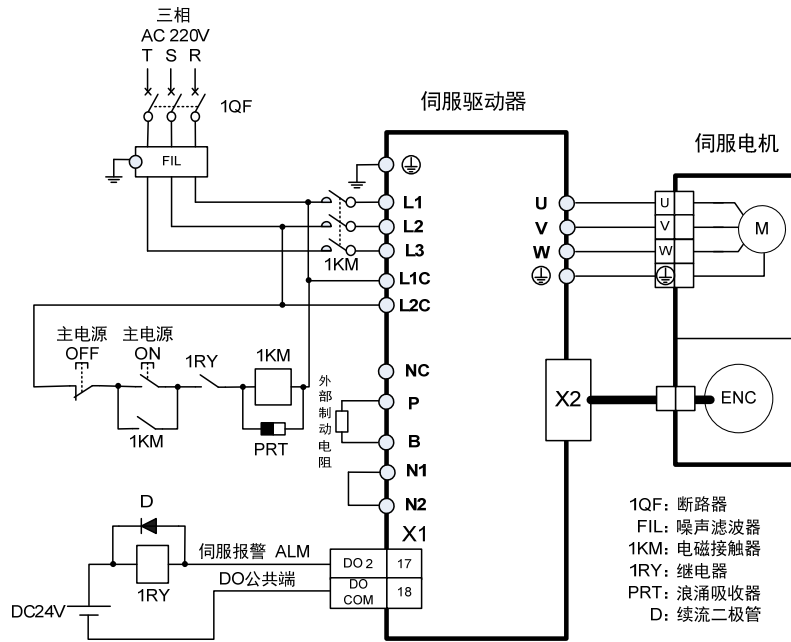 三相
AC 220V
T S R
1QF
FIL
伺服驱动器
伺服电机
L1
L2
L3
1KM
L1C
L2C
U
V
W
U
V
W
M
主电源
OFF
主电源
ON
1RY
1KM
1KM
PRT
外部制动电阻
NC
P
B
N1
N2
X2
ENC
X1
D
1RY
伺服报警 ALM
DO公共端
DO 2
17
DO
COM
18
DC24V
1QF：断路器
FIL：噪声滤波器
1KM：电磁接触器
1RY：继电器
PRT：浪涌吸收器
D：续流二极管